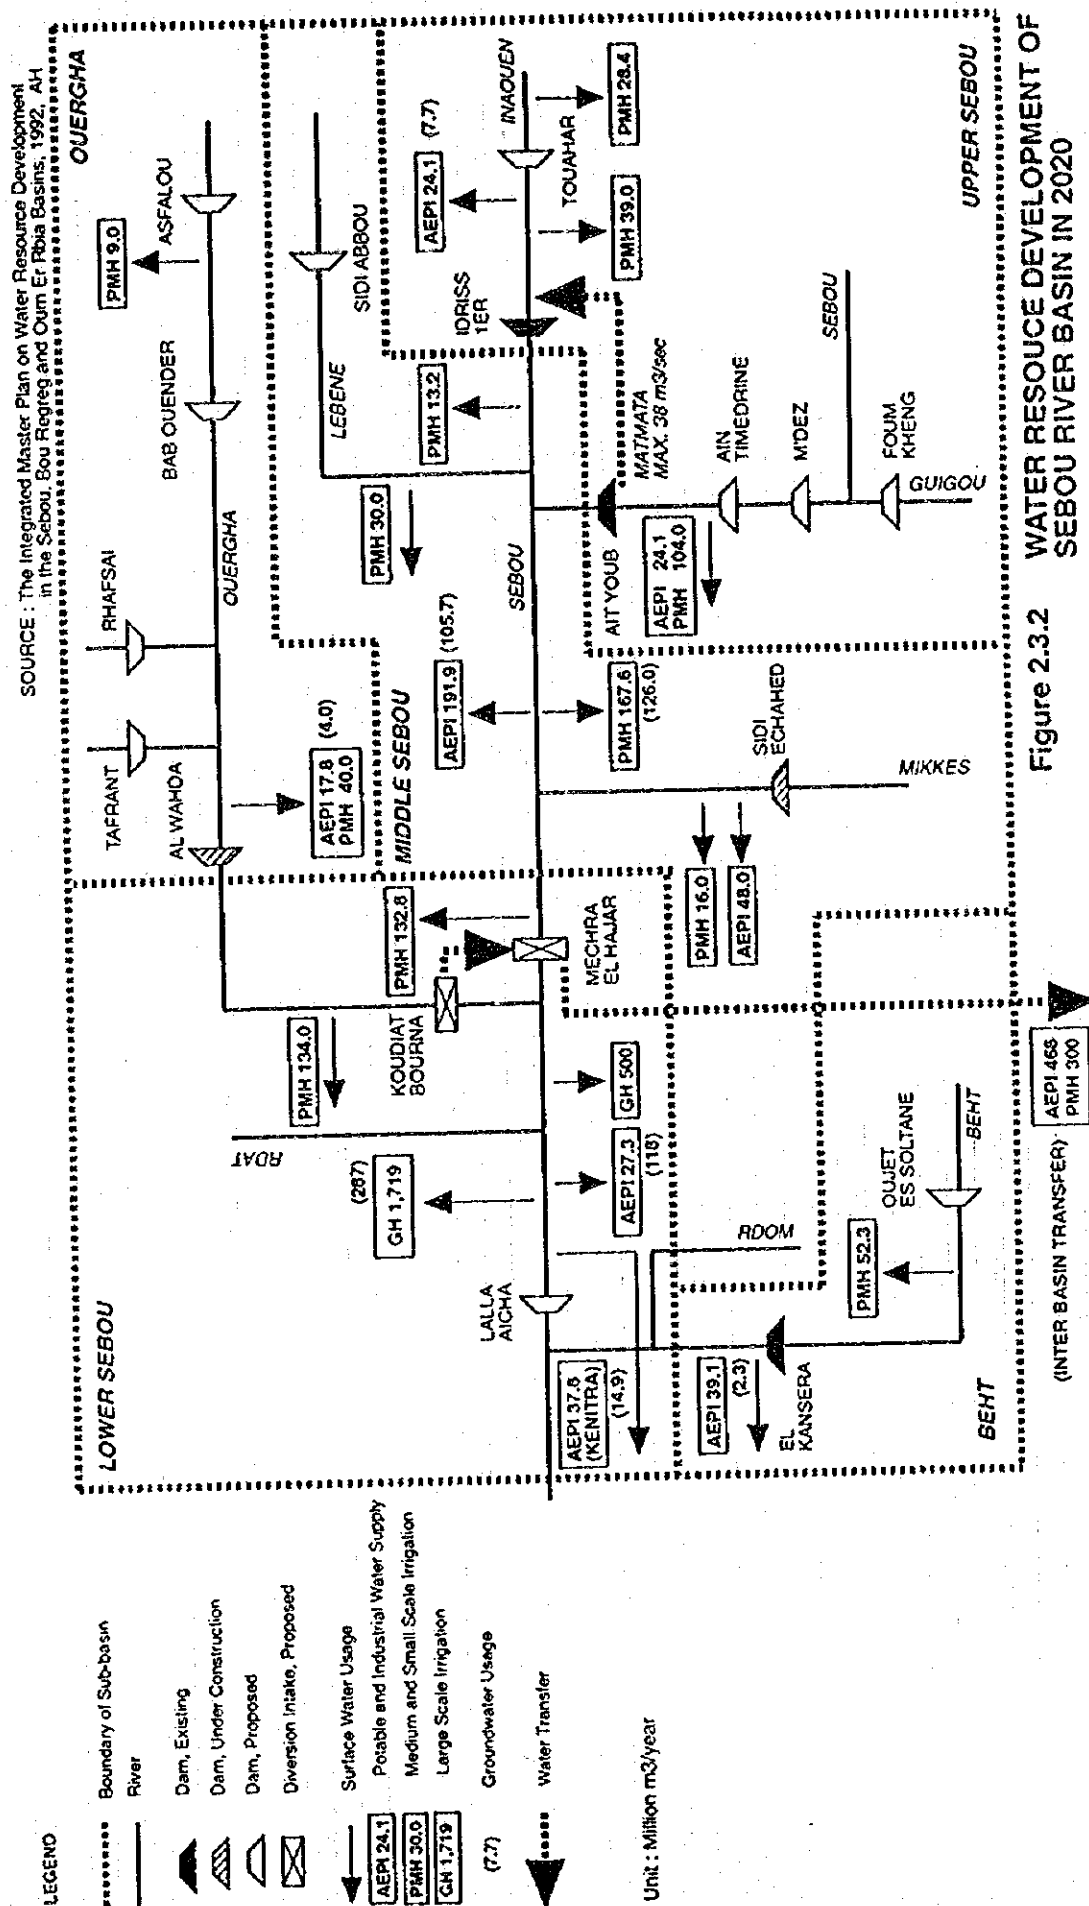 SOURCE : The Integrated Master Plan on Water Resource Development
in the Sebou, Bou Regreg and Oum Er Rbia Basins, 1992, AH
OUERGHA
ASFALOU
PMH 9.0
BAB OUENDER
RHAFSAI
OUERGHA
TAFRANT
AL WAHDA
AEPI 17.8
PMH 40.0
(4.0)
SIDI ABBOU
LEBENE
INAOUEN
AEPI 24.1
(7.7)
TOUAHAR
PMH 28.4
PMH 39.0
IDRISS
1ER
PMH 13.2
PMH 30.0
MATMATA
MAX. 38 m3/sec
UPPER SEBOU
SEBOU
AIN
TIMEDRINE
M'DEZ
FOUM
KHENG
GUIGOU
AIT YOUB
AEPI 24.1
PMH 104.0
SEBOU
MIDDLE SEBOU
AEPI 191.9
(105.7)
PMH 167.6
(126.0)
SIDI
ECHAHED
MIKKES
PMH 16.0
AEPI 48.0
LOWER SEBOU
PMH 132.8
MECHRA
EL HAJAR
KOUDIAT
BOURNA
PMH 134.0
RDAT
(267)
GH 1,719
GH 500
AEPI 27.3
(118)
RDOM
LALLA
AICHA
AEPI 37.6
(KENITRA)
(14.9)
AEPI 39.1
(2.3)
EL
KANSERA
PMH 52.3
OUJET
ES SOLTANE
BEHT
BEHT
AEPI 468
PMH 300
(INTER BASIN TRANSFER)
LEGEND
Boundary of Sub-basin
River
Dam, Existing
Dam, Under Construction
Dam, Proposed
Diversion Intake, Proposed
Surface Water Usage
AEPI 24.1 Potable and Industrial Water Supply
PMH 30.0 Medium and Small Scale Irrigation
GH 1,719 Large Scale Irrigation
(7.7) Groundwater Usage
Water Transfer
Unit : Million m3/year
Figure 2.3.2 WATER RESOUCE DEVELOPMENT OF
SEBOU RIVER BASIN IN 2020